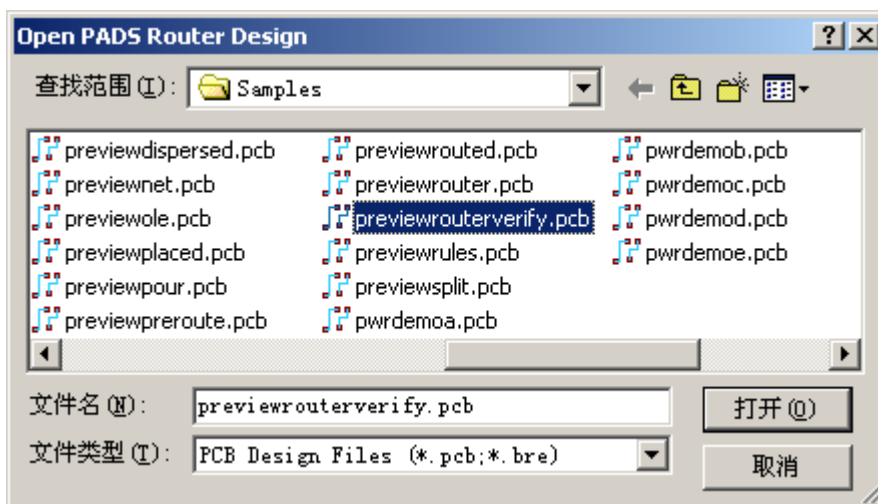 Open PADS Router Design
查找范围(I): Samples
previewdispersed.pcb previewrouted.pcb pwrdemob.pcb
previewnet.pcb previewrouter.pcb pwrdemoc.pcb
previewole.pcb previewrouterverify.pcb pwrdemod.pcb
previewplaced.pcb previewrules.pcb pwrdemoe.pcb
previewpour.pcb previewsplit.pcb
previewpreroute.pcb pwrdemoa.pcb
文件名(N): previewrouterverify.pcb 打开(O)
文件类型(T): PCB Design Files (*.pcb;*.bre) 取消